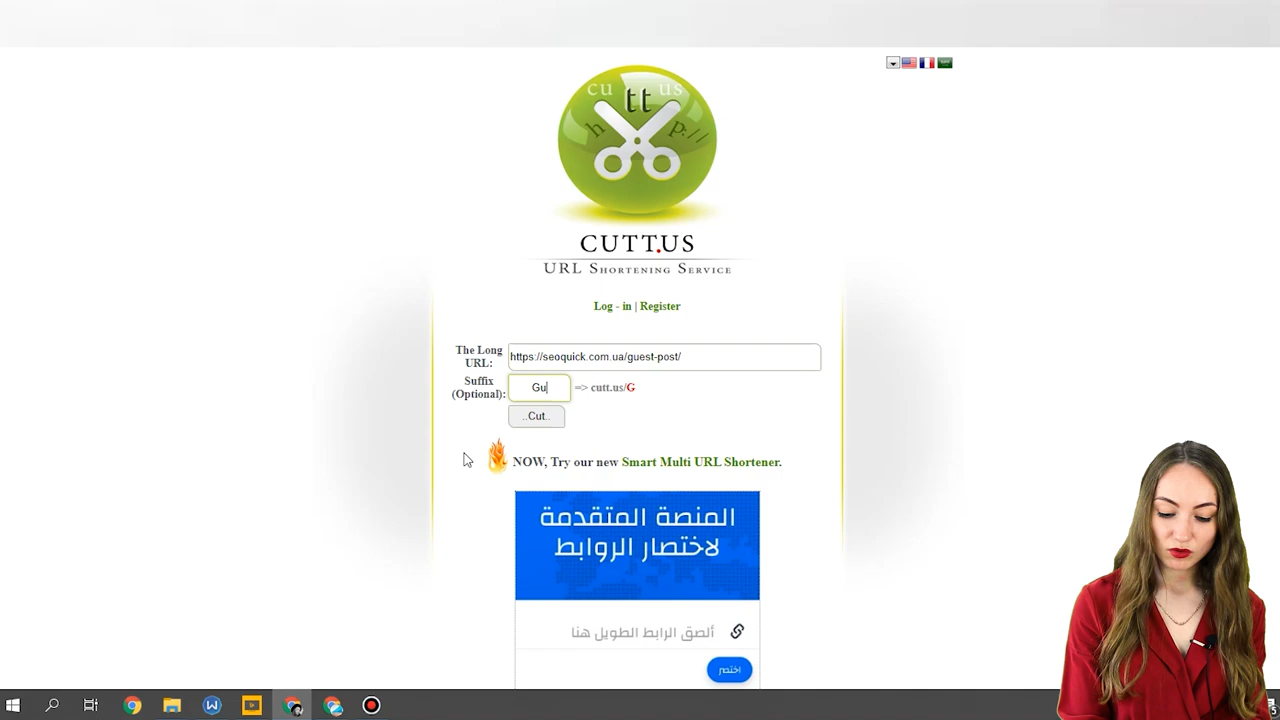 cu tt us
h p://
CUTT.US
URL SHORTENING SERVICE
Log - in | Register
The Long URL: https://seoquick.com.ua/guest-post/
Suffix (Optional): Gu => cutt.us/G
..Cut..
NOW, Try our new Smart Multi URL Shortener.
المنصة المتقدمة
لاختصار الروابط
ألصق الرابط الطويل هنا
اختصر